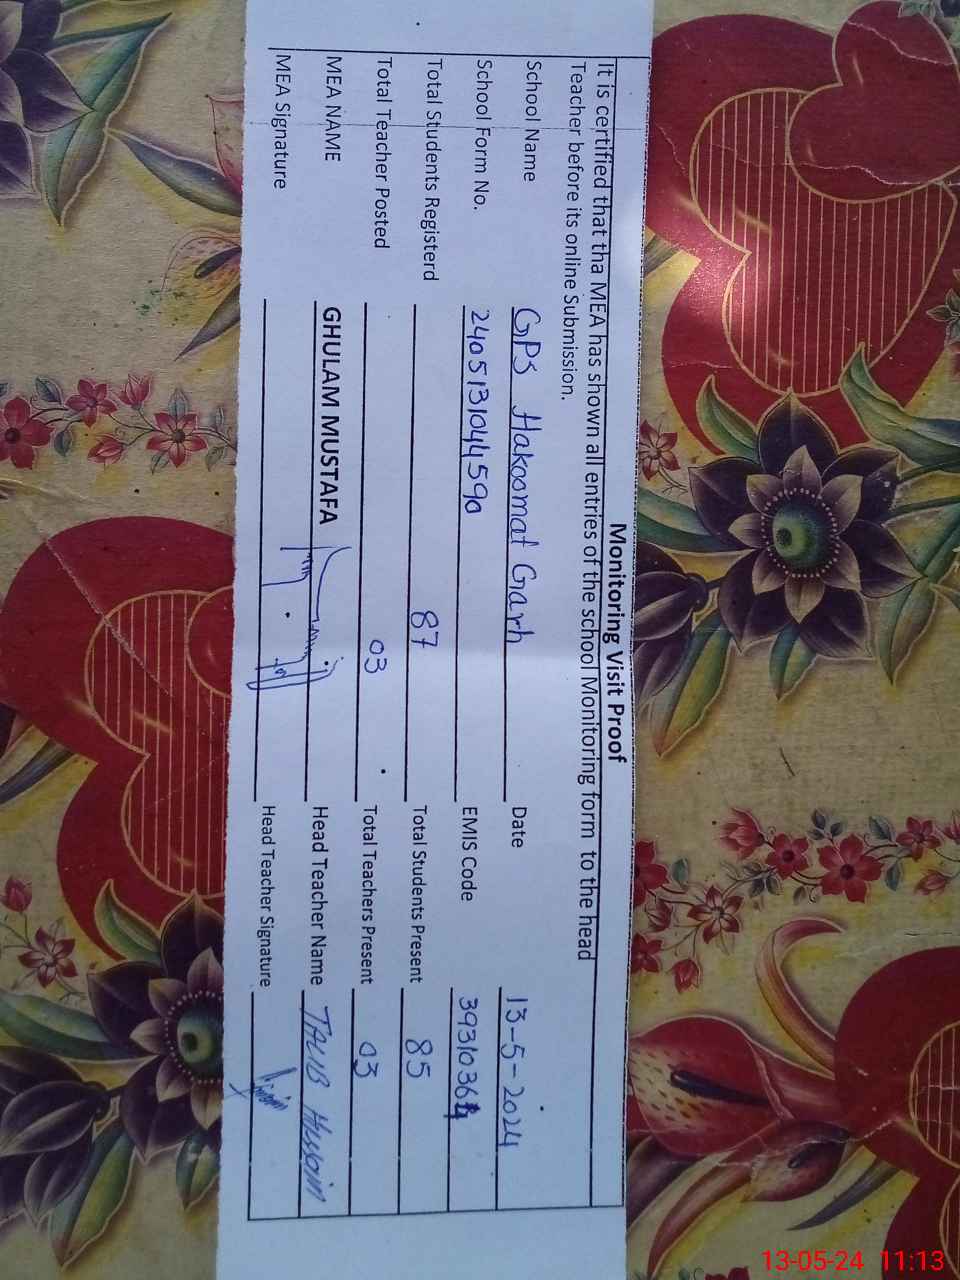 Monitoring Visit Proof
It is certified that tha MEA has shown all entries of the school Monitoring form to the head
Teacher before its online Submission.
School Name GPS Hakoomat Garh Date 13-5-2024
School Form No. 240513104459 EMIS Code 39310364
Total Students Registerd 87 Total Students Present 85
Total Teacher Posted 03 Total Teachers Present 03
MEA NAME GHULAM MUSTAFA Head Teacher Name TALIB Hussain
MEA Signature Head Teacher Signature
13-05-24 11:13